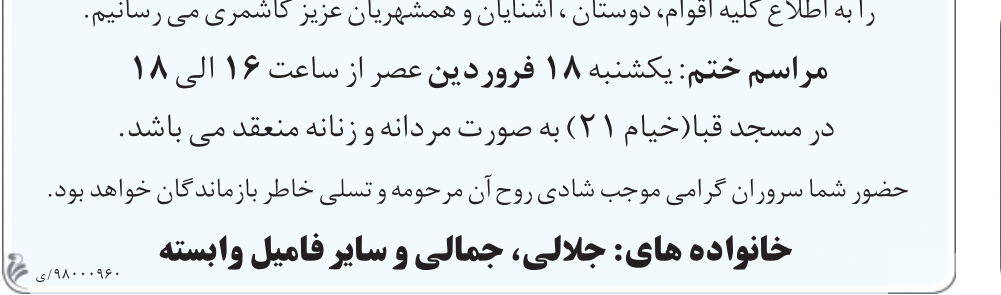 را به اطلاع کلیه اقوام، دوستان ، آشنایان و همشهریان عزیز کاشمری می رسانیم.
مراسم ختم: یکشنبه ۱۸ فروردین عصر از ساعت ۱۶ الی ۱۸
در مسجد قبا(خیام ۲۱) به صورت مردانه و زنانه منعقد می باشد.
حضور شما سروران گرامی موجب شادی روح آن مرحومه و تسلی خاطر بازماندگان خواهد بود.
خانواده های: جلالی، جمالی و سایر فامیل وابسته
۹۸۰۰۰۹۶۰/ی